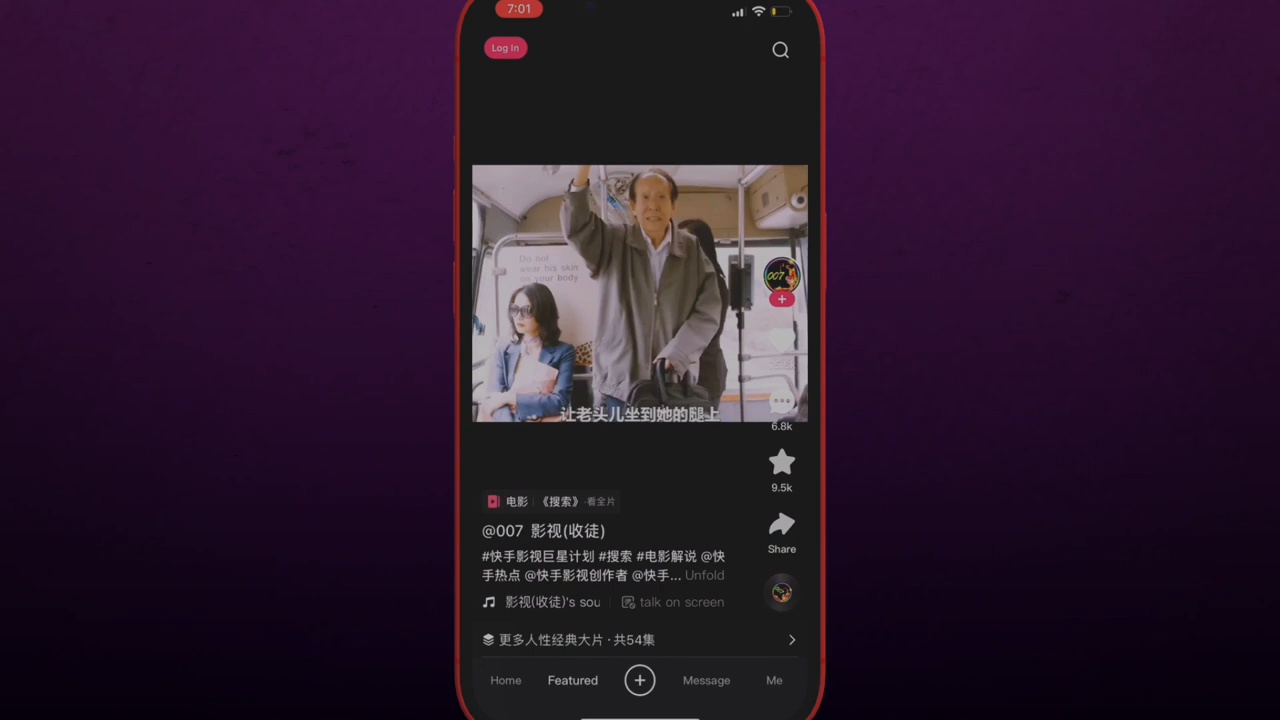 7:01
Log In
Do not
wear his skin
on your body
007
让老头儿坐到她的腿上
6.8k
9.5k
电影 《搜索》·看全片
@007 影视(收徒)
#快手影视巨星计划 #搜索 #电影解说 @快
手热点 @快手影视创作者 @快手... Unfold
Share
影视(收徒)'s sou talk on screen
更多人性经典大片 · 共54集
Home Featured Message Me